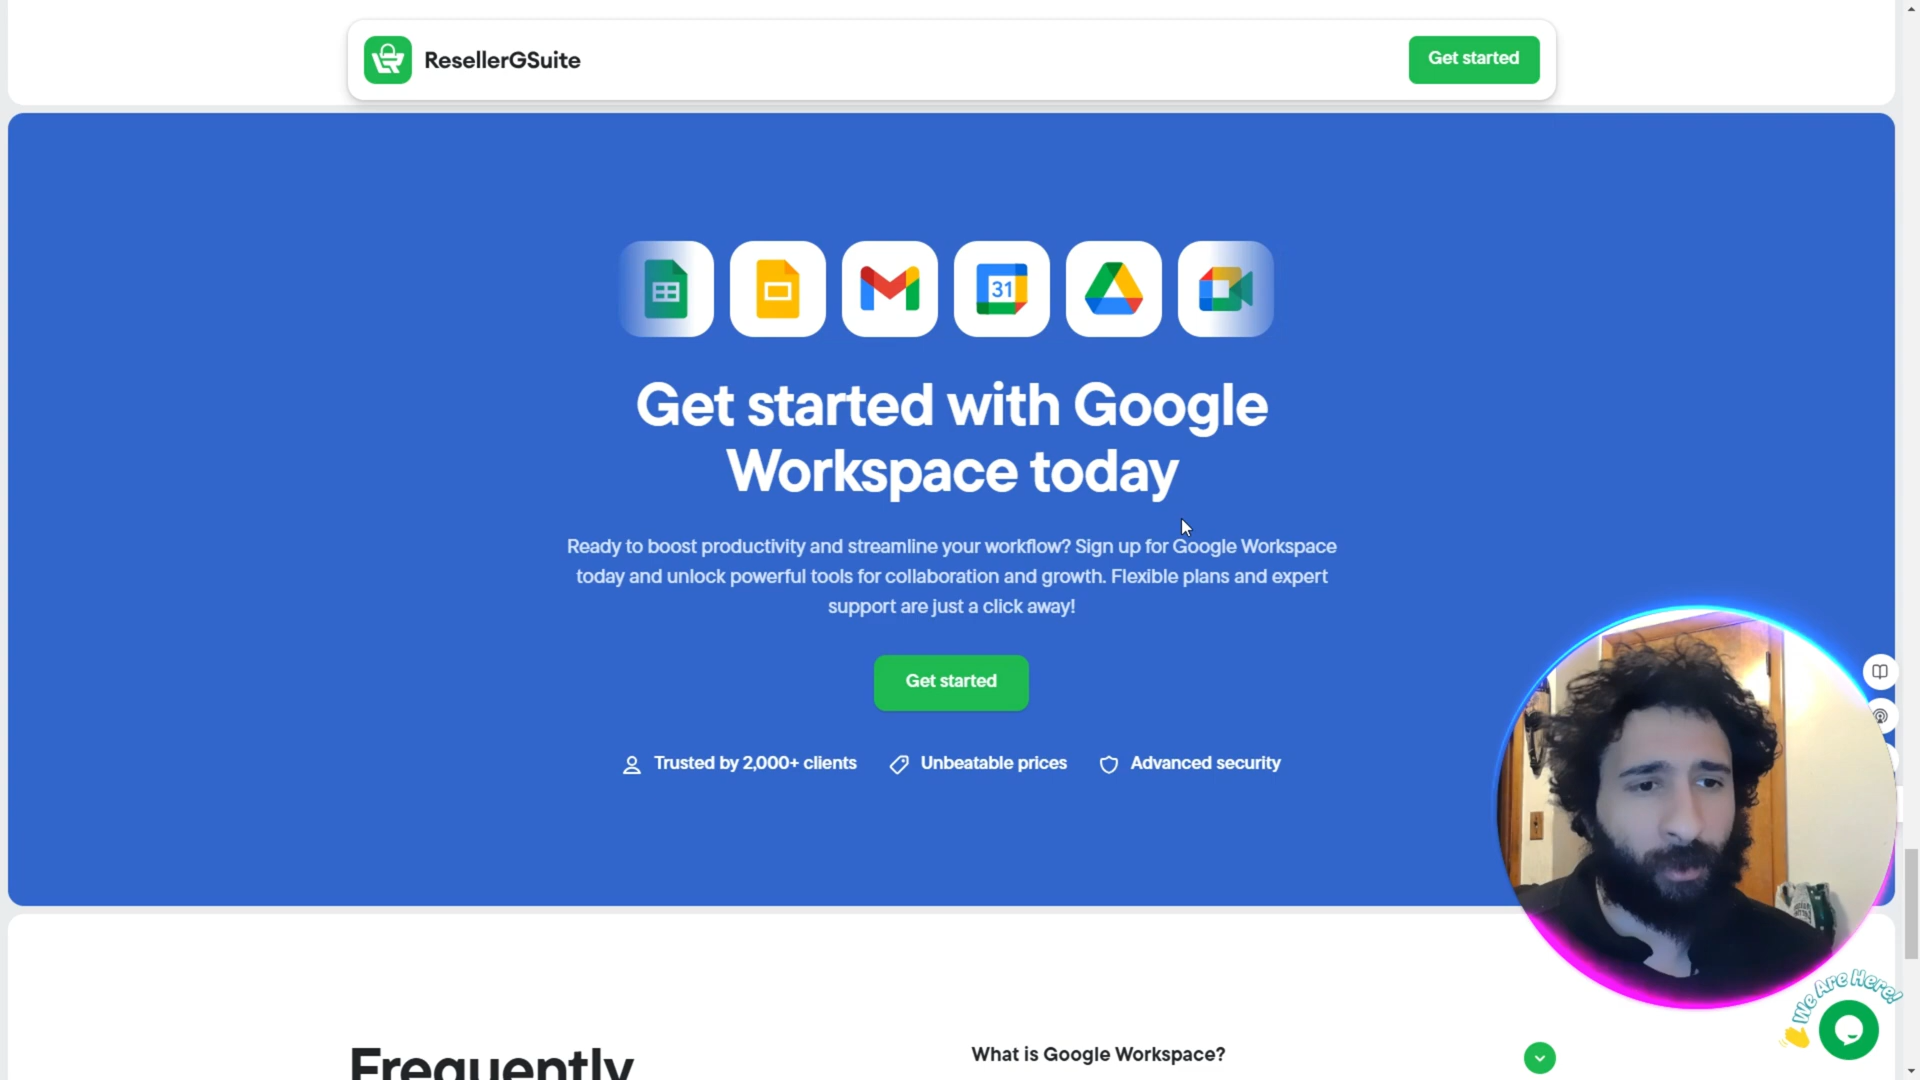 ResellerGSuite
Get started
31
Get started with Google
Workspace today
Ready to boost productivity and streamline your workflow? Sign up for Google Workspace
today and unlock powerful tools for collaboration and growth. Flexible plans and expert
support are just a click away!
Get started
Trusted by 2,000+ clients
Unbeatable prices
Advanced security
We Are Here!
Frequently
What is Google Workspace?